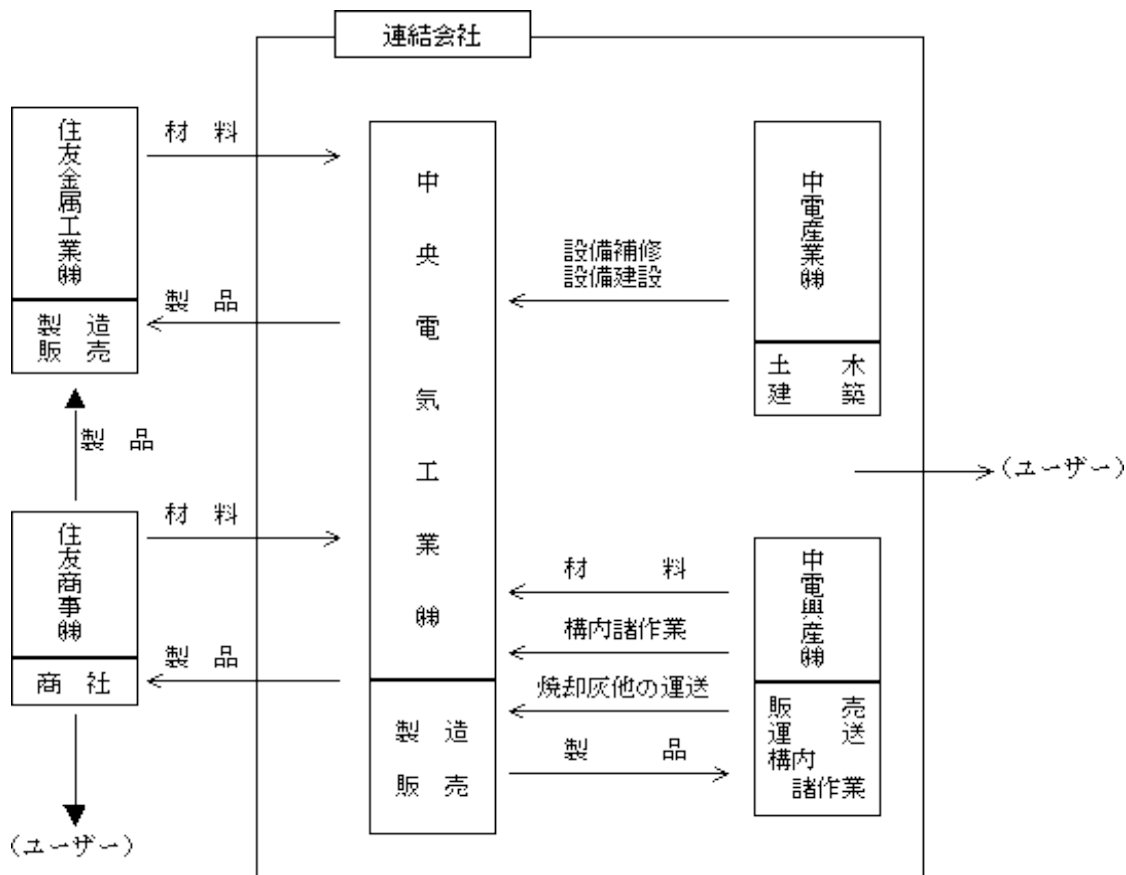 連結会社
住友金属工業㈱
製造
販売
材料
製品
製品
住友商事㈱
商社
材料
製品
(ユーザー)
中央電気工業㈱
製造
販売
設備補修
設備建設
中電産業㈱
土木
建築
(ユーザー)
材料
構内諸作業
焼却灰他の運送
製品
中電興産㈱
販売
運送
構内
諸作業